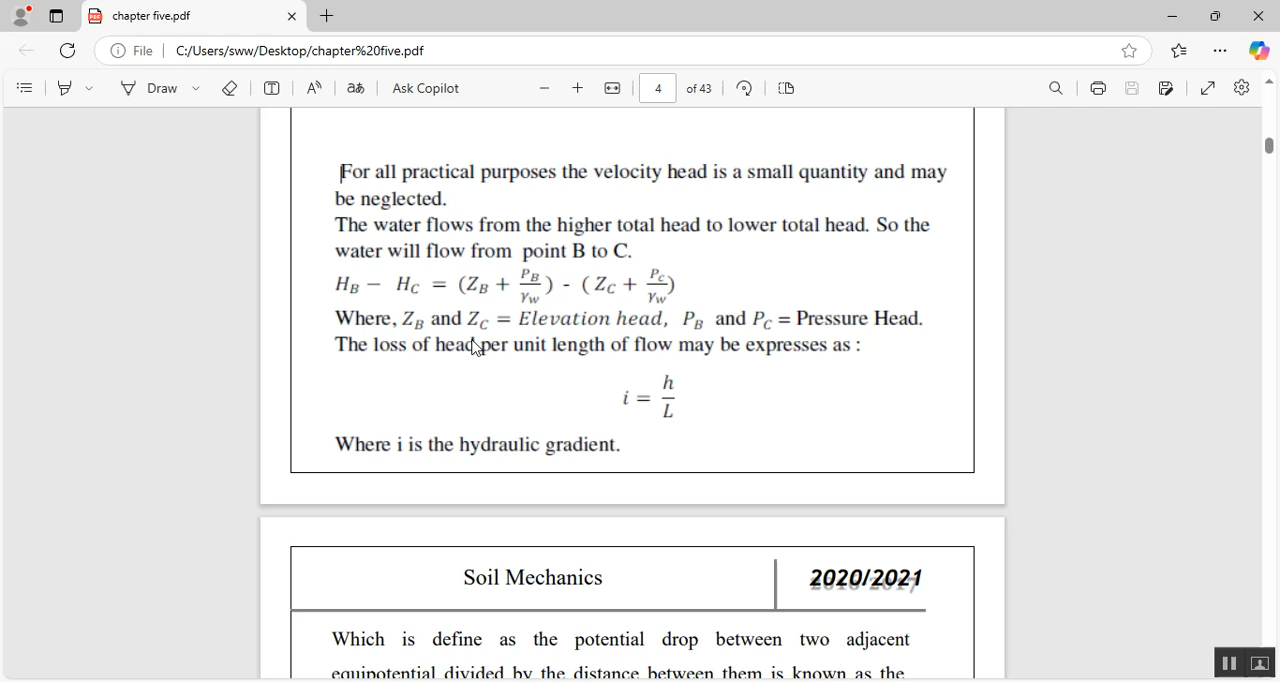 chapter five.pdf
File C:/Users/sww/Desktop/chapter%20five.pdf
Draw Ask Copilot 4 of 43
For all practical purposes the velocity head is a small quantity and may
be neglected.
The water flows from the higher total head to lower total head. So the
water will flow from point B to C.
H_B − H_C = (Z_B + P_B/γ_w) - ( Z_C + P_C/γ_w)
Where, Z_B and Z_C = Elevation head, P_B and P_C = Pressure Head.
The loss of head per unit length of flow may be expresses as :
i = h/L
Where i is the hydraulic gradient.
Soil Mechanics 2020/2021
Which is define as the potential drop between two adjacent
equipotential divided by the distance between them is known as the